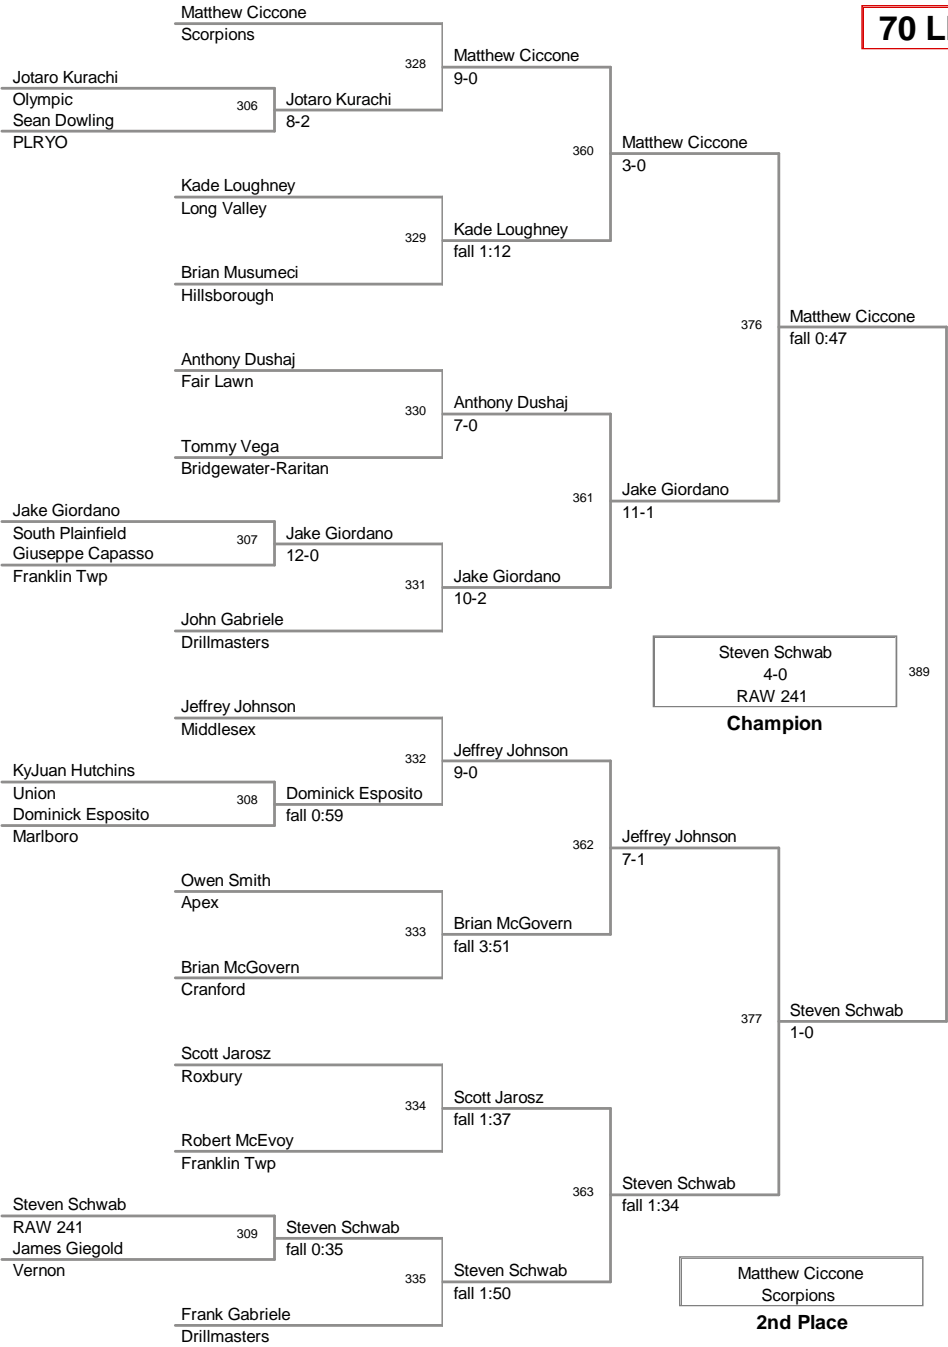 Matthew Ciccone
70 L
Scorpions
328
Matthew Ciccone
9-0
Jotaro Kurachi
Olympic
306
Jotaro Kurachi
8-2
Sean Dowling
PLRYO
360
Matthew Ciccone
3-0
Kade Loughney
Long Valley
329
Kade Loughney
fall 1:12
Brian Musumeci
Hillsborough
376
Matthew Ciccone
fall 0:47
Anthony Dushaj
Fair Lawn
330
Anthony Dushaj
7-0
Tommy Vega
Bridgewater-Raritan
361
Jake Giordano
11-1
Jake Giordano
South Plainfield
307
Jake Giordano
12-0
Giuseppe Capasso
Franklin Twp
331
Jake Giordano
10-2
John Gabriele
Drillmasters
Steven Schwab
4-0
RAW 241
389
Champion
Jeffrey Johnson
Middlesex
332
Jeffrey Johnson
9-0
KyJuan Hutchins
Union
308
Dominick Esposito
fall 0:59
Dominick Esposito
Marlboro
362
Jeffrey Johnson
7-1
Owen Smith
Apex
333
Brian McGovern
fall 3:51
Brian McGovern
Cranford
377
Steven Schwab
1-0
Scott Jarosz
Roxbury
334
Scott Jarosz
fall 1:37
Robert McEvoy
Franklin Twp
363
Steven Schwab
fall 1:34
Steven Schwab
RAW 241
309
Steven Schwab
fall 0:35
James Giegold
Vernon
335
Steven Schwab
fall 1:50
Frank Gabriele
Drillmasters
Matthew Ciccone
Scorpions
2nd Place